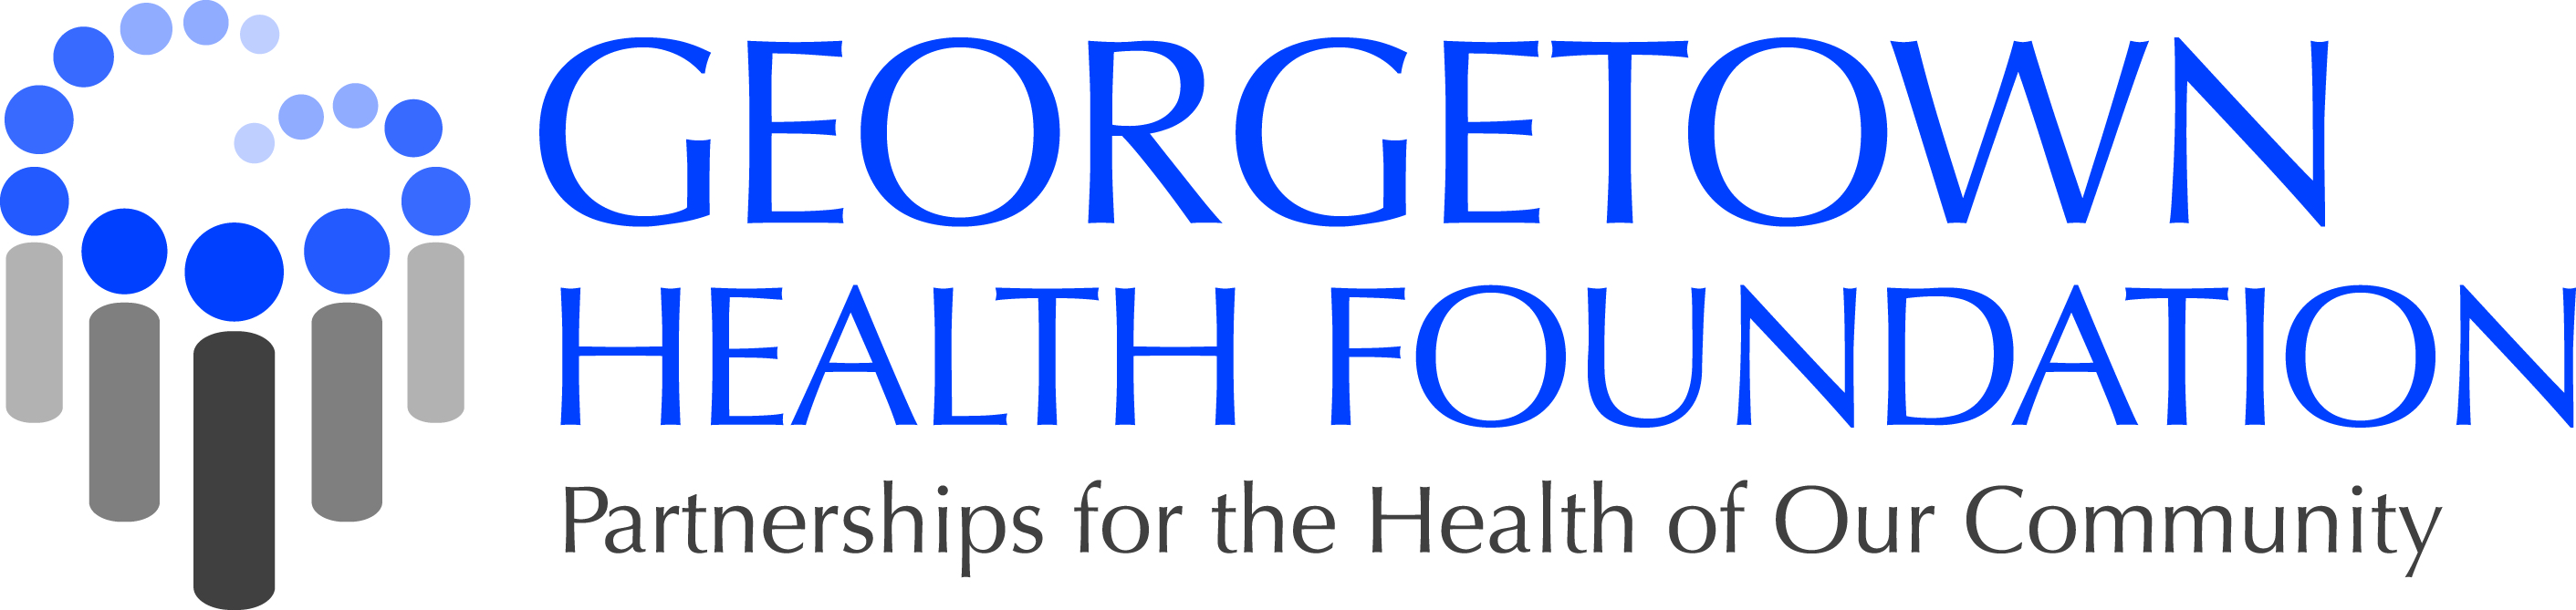 GEORGETOWN
HEALTH FOUNDATION
Partnerships for the Health of Our Community